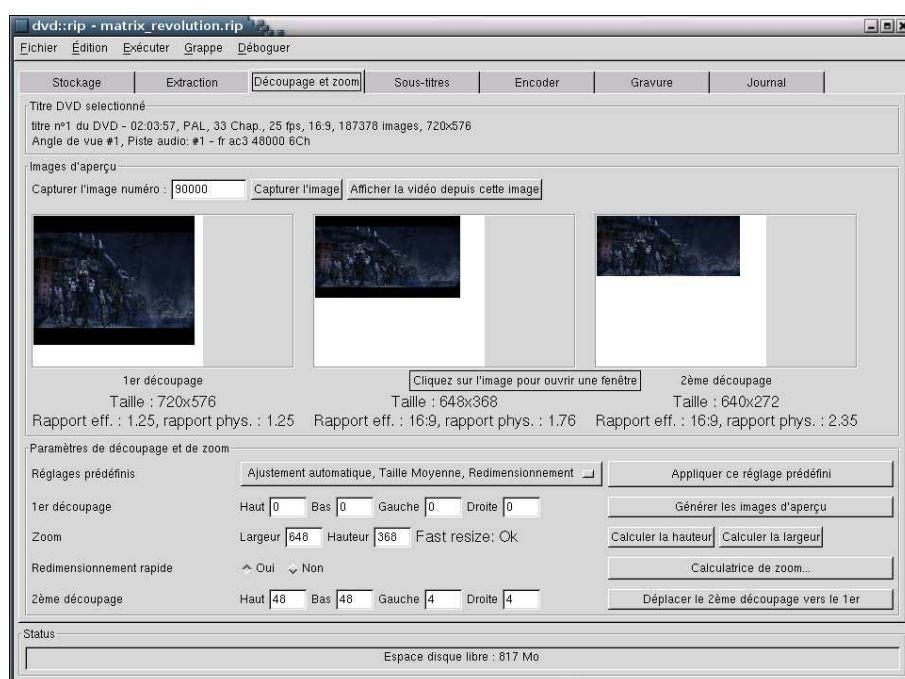 dvd::rip - matrix_revolution.rip
Fichier Édition Exécuter Grappe Déboguer
Stockage Extraction Découpage et zoom Sous-titres Encoder Gravure Journal
Titre DVD selectionné
titre nº1 du DVD - 02:03:57, PAL, 33 Chap., 25 fps, 16:9, 187378 images, 720x576
Angle de vue #1, Piste audio: #1 - fr ac3 48000 6Ch
Images d'aperçu
Capturer l'image numéro : 90000 Capturer l'image Afficher la vidéo depuis cette image
1er découpage Cliquez sur l'image pour ouvrir une fenêtre 2ème découpage
Taille : 720x576 Taille : 648x368 Taille : 640x272
Rapport eff. : 1.25, rapport phys. : 1.25 Rapport eff. : 16:9, rapport phys. : 1.76 Rapport eff. : 16:9, rapport phys. : 2.35
Paramètres de découpage et de zoom
Réglages prédéfinis Ajustement automatique, Taille Moyenne, Redimensionnement Appliquer ce réglage prédéfini
1er découpage Haut 0 Bas 0 Gauche 0 Droite 0 Générer les images d'aperçu
Zoom Largeur 648 Hauteur 368 Fast resize: Ok Calculer la hauteur Calculer la largeur
Redimensionnement rapide Oui Non Calculatrice de zoom...
2ème découpage Haut 48 Bas 48 Gauche 4 Droite 4 Déplacer le 2ème découpage vers le 1er
Status
Espace disque libre : 817 Mo